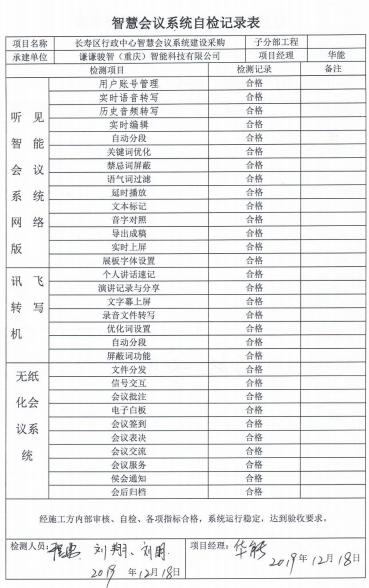 智慧会议系统自检记录表
项目名称 长寿区行政中心智慧会议系统建设采购 子分部工程
承建单位 谦谦骏智（重庆）智能科技有限公司 项目经理 华能
检测项目 检测记录 备注
听见智能会议系统网络版
用户账号管理 合格
实时语音转写 合格
历史音频转写 合格
实时编辑 合格
自动分段 合格
关键词优化 合格
禁忌词屏蔽 合格
语气词过滤 合格
延时播放 合格
文本标记 合格
音字对照 合格
导出成稿 合格
实时上屏 合格
展板字体设置 合格
讯飞转写机
个人讲话速记 合格
演讲记录与分享 合格
文字幕上屏 合格
录音文件转写 合格
优化词设置 合格
自动分段 合格
屏蔽词功能 合格
无纸化会议系统
文件分发 合格
信号交互 合格
会议批注 合格
电子白板 合格
会议签到 合格
会议表决 合格
会议交流 合格
会议服务 合格
候会通知 合格
会后归档 合格
经施工方内部审核、自检、各项指标合格，系统运行稳定，达到验收要求。
检测人员： 刘翔、刘用 项目经理：华能
2019年12月18日 2019年12月18日